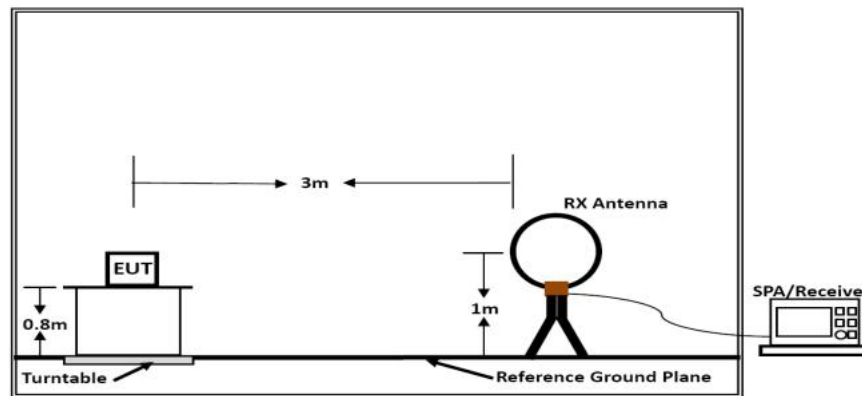 3m
RX Antenna
EUT
SPA/Receive
0.8m
1m
Turntable
Reference Ground Plane